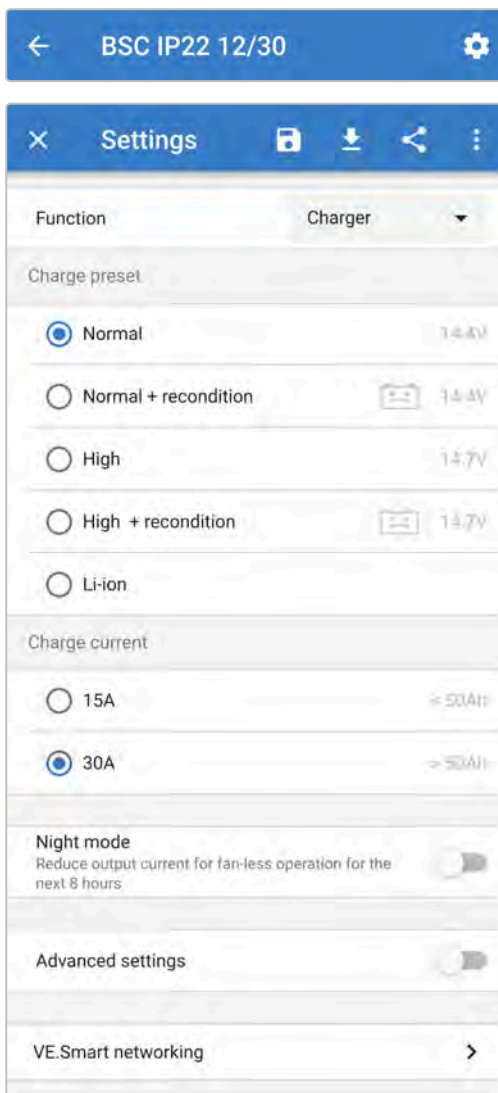 BSC IP22 12/30
Settings
Function Charger
Charge preset
Normal 14.4V
Normal + recondition 14.4V
High 14.7V
High + recondition 14.7V
Li-ion
Charge current
15A < 50Ah
30A > 50Ah
Night mode
Reduce output current for fan-less operation for the
next 8 hours
Advanced settings
VE.Smart networking